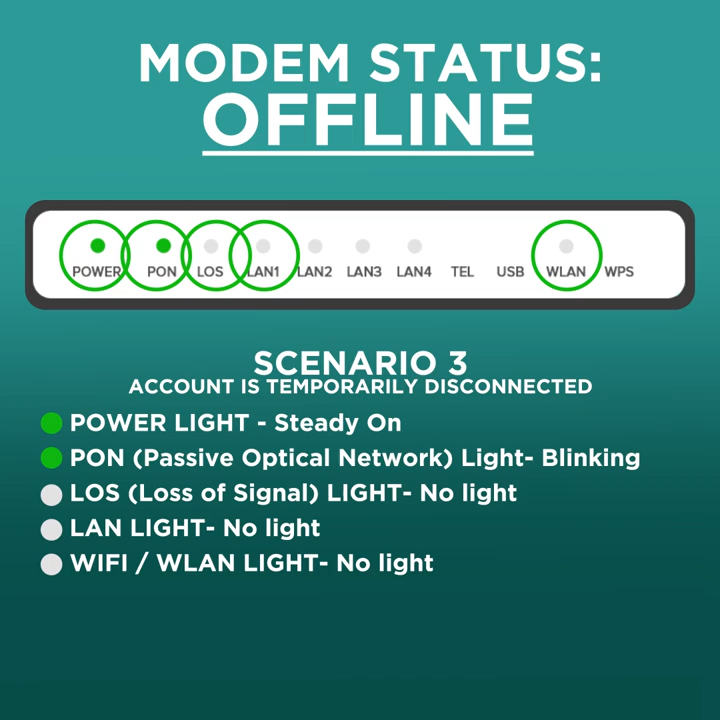 MODEM STATUS:
OFFLINE
POWER PON LOS LAN1 LAN2 LAN3 LAN4 TEL USB WLAN WPS
SCENARIO 3
ACCOUNT IS TEMPORARILY DISCONNECTED
POWER LIGHT - Steady On
PON (Passive Optical Network) Light- Blinking
LOS (Loss of Signal) LIGHT- No light
LAN LIGHT- No light
WIFI / WLAN LIGHT- No light